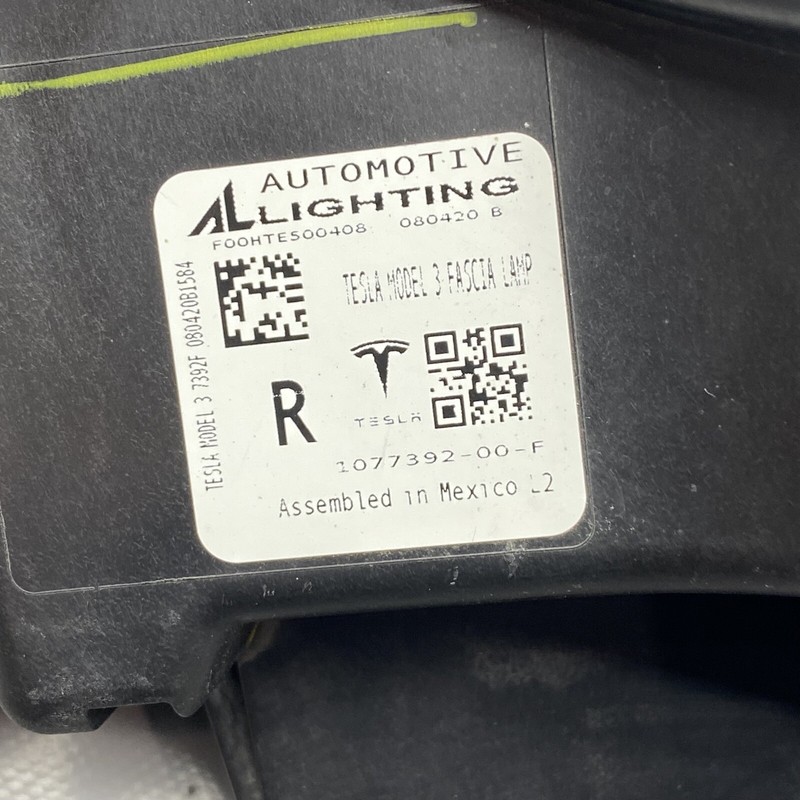 AUTOMOTIVE
AL LIGHTING
F00HTE500408 080420 B
TESLA MODEL 3 FASCIA LAMP
TESLA MODEL 3 7392F 080420B1584
R
TESLA
1077392-00-F
Assembled in Mexico L2